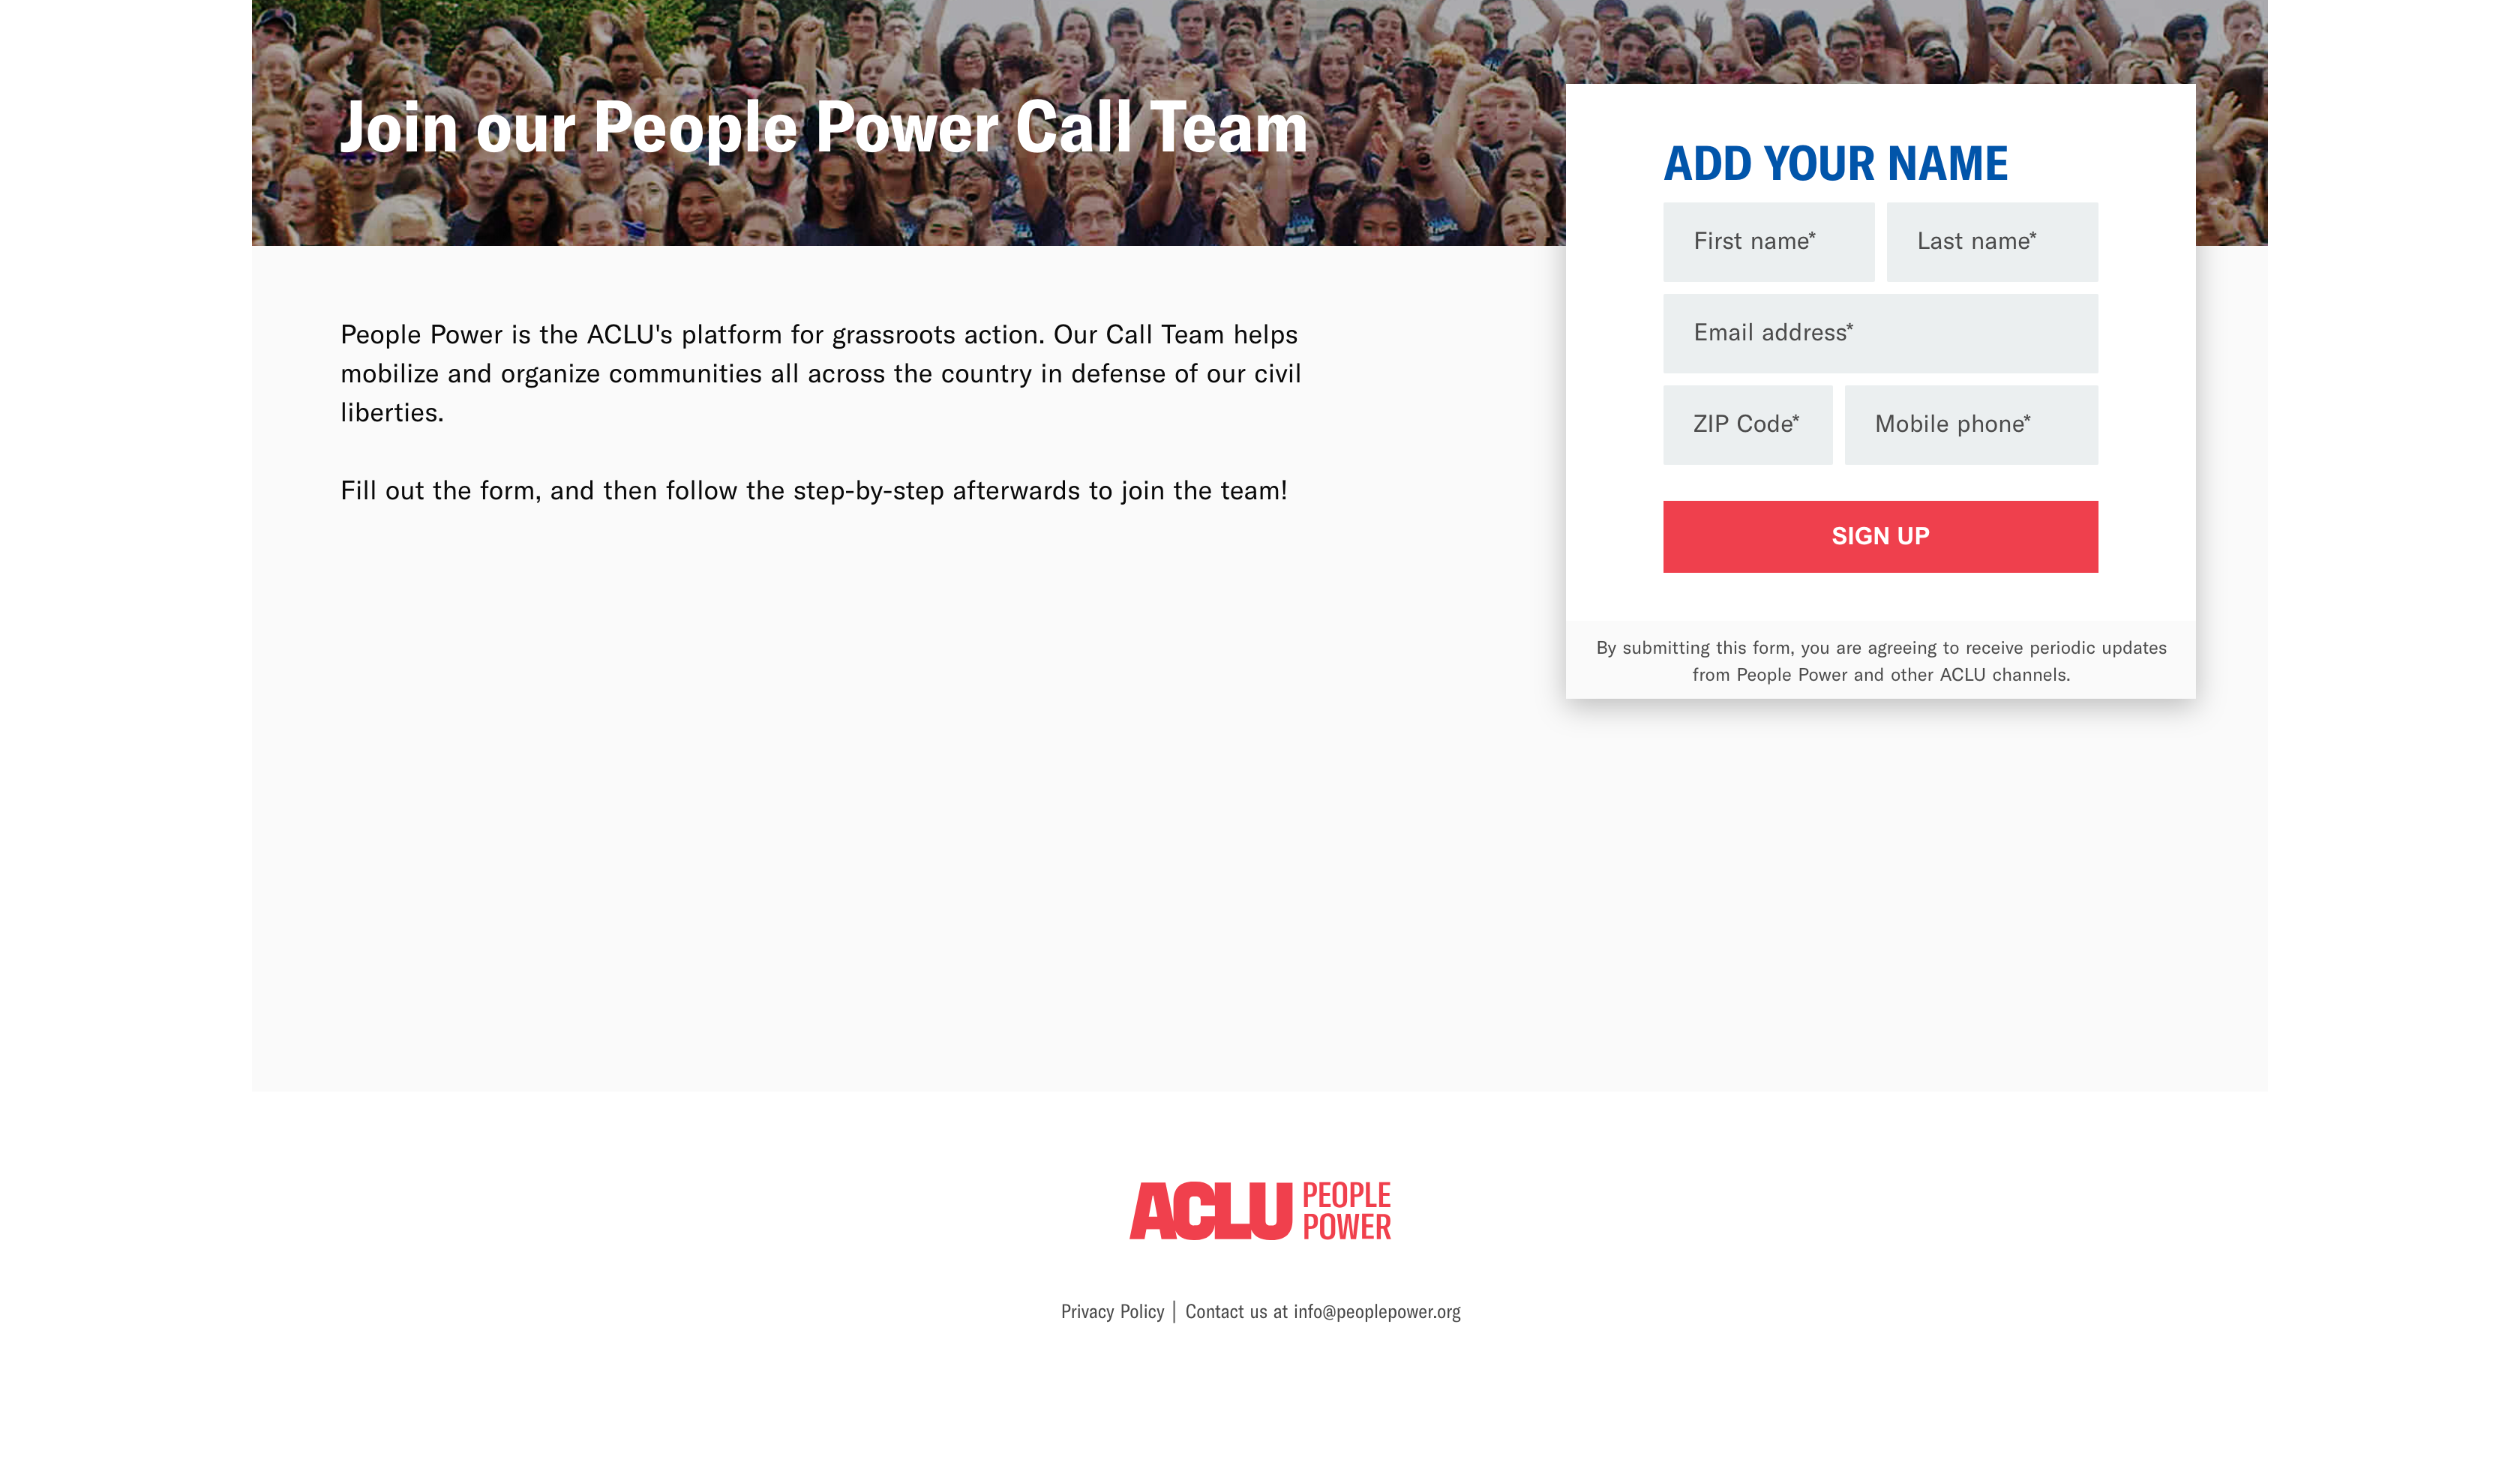 Join our People Power Call Team
People Power is the ACLU's platform for grassroots action. Our Call Team helps
mobilize and organize communities all across the country in defense of our civil
liberties.
Fill out the form, and then follow the step-by-step afterwards to join the team!
ADD YOUR NAME
First name* Last name*
Email address*
ZIP Code* Mobile phone*
SIGN UP
By submitting this form, you are agreeing to receive periodic updates
from People Power and other ACLU channels.
ACLU PEOPLE
POWER
Privacy Policy | Contact us at info@peoplepower.org